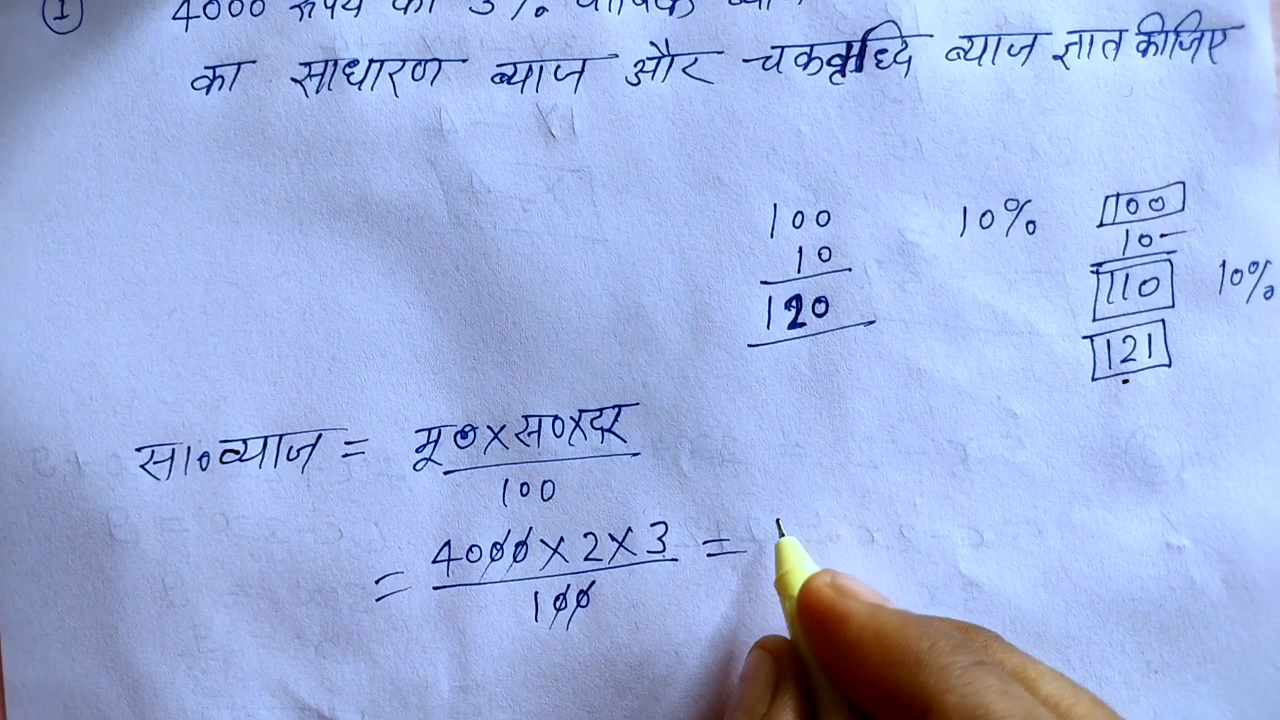 ① 4000 रूपये का 3% वार्षिक
का साधारण ब्याज और चक्रवृध्दि ब्याज ज्ञात कीजिए
100 10% 100
10 10
120 110 10%
121
सा०ब्याज = मू०×स०×दर
100
= 4000×2×3 =
100